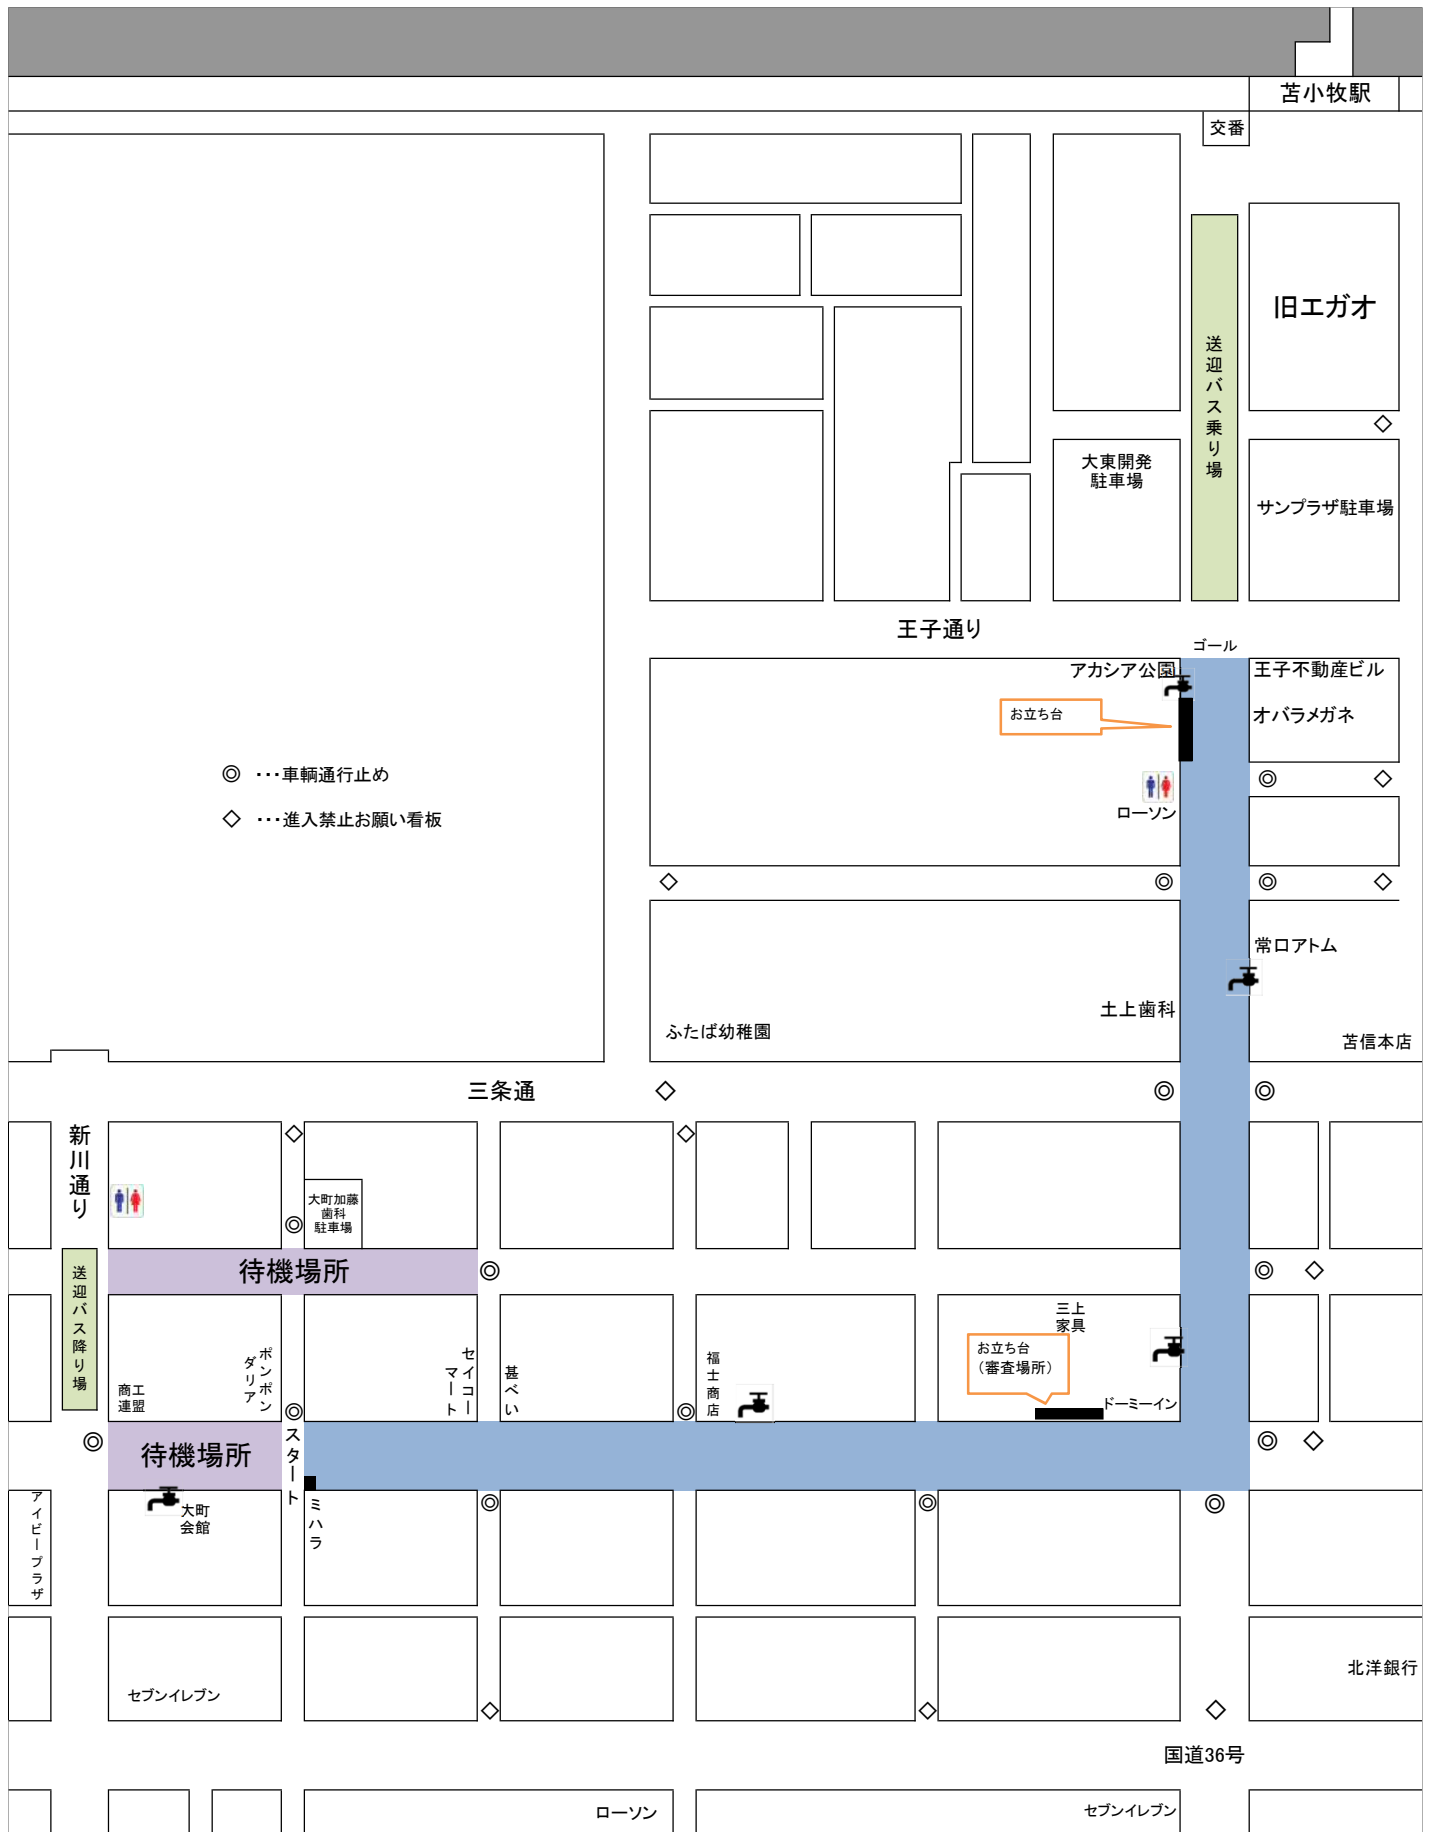 苫小牧駅
交番
旧エガオ
送迎バス乗り場
大東開発
駐車場
サンプラザ駐車場
王子通り
ゴール
アカシア公園
王子不動産ビル
お立ち台
オバラメガネ
◎ ・・・車輌通行止め
◇ ・・・進入禁止お願い看板
ローソン
常口アトム
土上歯科
ふたば幼稚園
苫信本店
三条通
新川通り
大町加藤
歯科
駐車場
待機場所
送迎バス降り場
三上
家具
お立ち台
（審査場所）
ドーミーイン
商工
連盟
ポンポン
ダリア
セイコー
マート
甚べい
福士商店
待機場所
スタート
アイビープラザ
大町
会館
ミハラ
セブンイレブン
北洋銀行
国道36号
ローソン
セブンイレブン